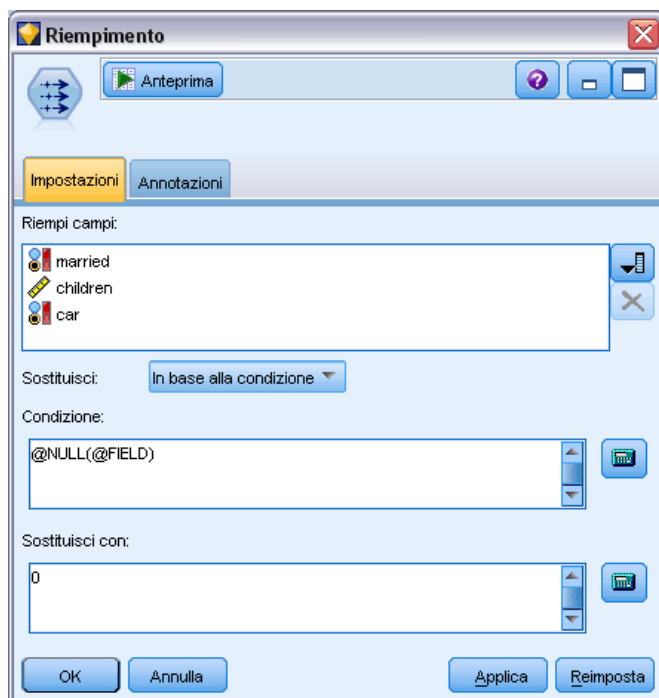 Riempimento
Anteprima
Impostazioni Annotazioni
Riempi campi:
married
children
car
Sostituisci: In base alla condizione
Condizione:
@NULL(@FIELD)
Sostituisci con:
0
OK Annulla Applica Reimposta